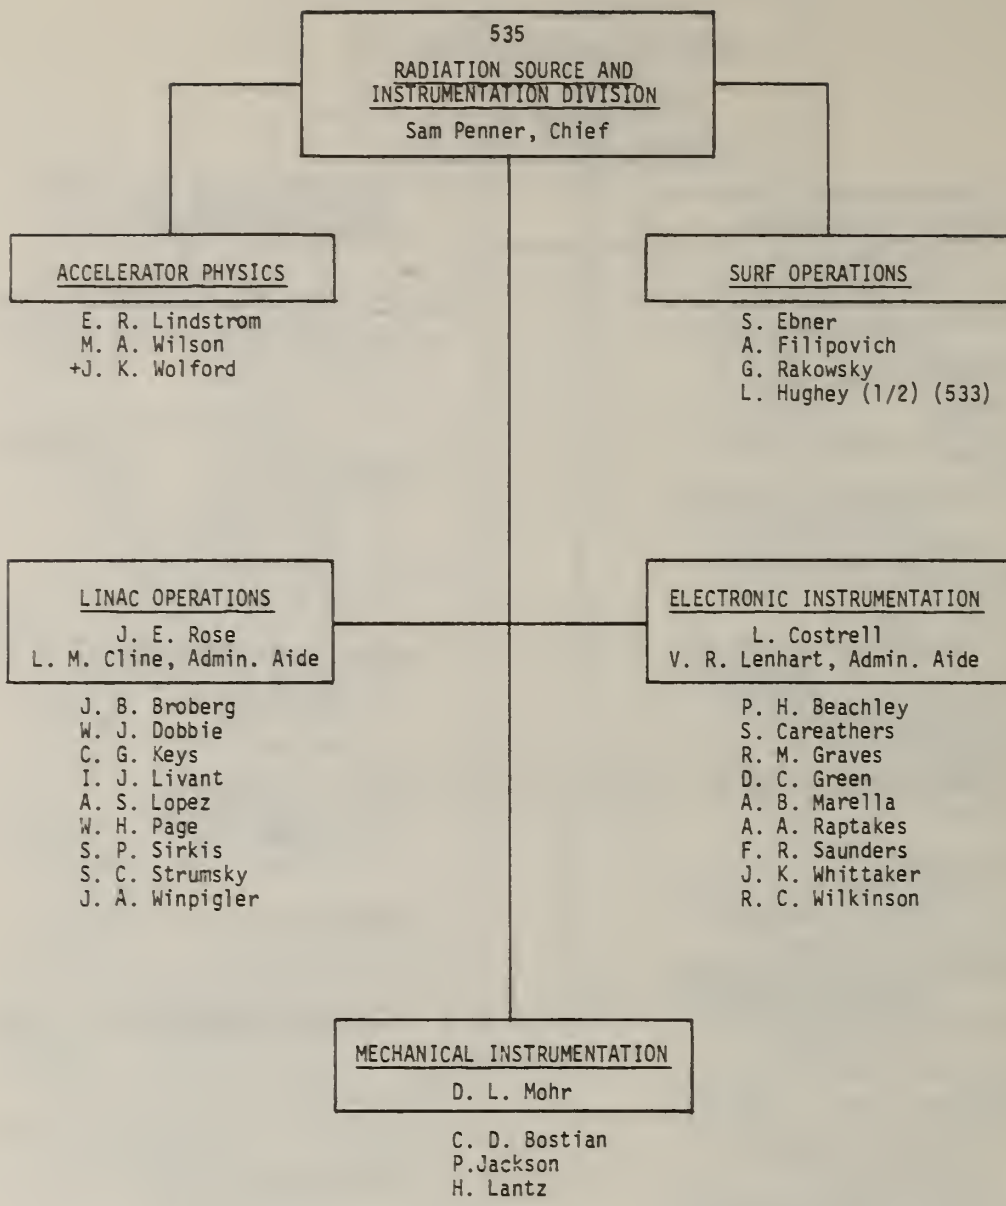 535
RADIATION SOURCE AND
INSTRUMENTATION DIVISION
Sam Penner, Chief
ACCELERATOR PHYSICS
E. R. Lindstrom
M. A. Wilson
+J. K. Wolford
SURF OPERATIONS
S. Ebner
A. Filipovich
G. Rakowsky
L. Hughey (1/2) (533)
LINAC OPERATIONS
J. E. Rose
L. M. Cline, Admin. Aide
J. B. Broberg
W. J. Dobbie
C. G. Keys
I. J. Livant
A. S. Lopez
W. H. Page
S. P. Sirkis
S. C. Strumsky
J. A. Winpigler
ELECTRONIC INSTRUMENTATION
L. Costrell
V. R. Lenhart, Admin. Aide
P. H. Beachley
S. Careathers
R. M. Graves
D. C. Green
A. B. Marella
A. A. Raptakes
F. R. Saunders
J. K. Whittaker
R. C. Wilkinson
MECHANICAL INSTRUMENTATION
D. L. Mohr
C. D. Bostian
P.Jackson
H. Lantz